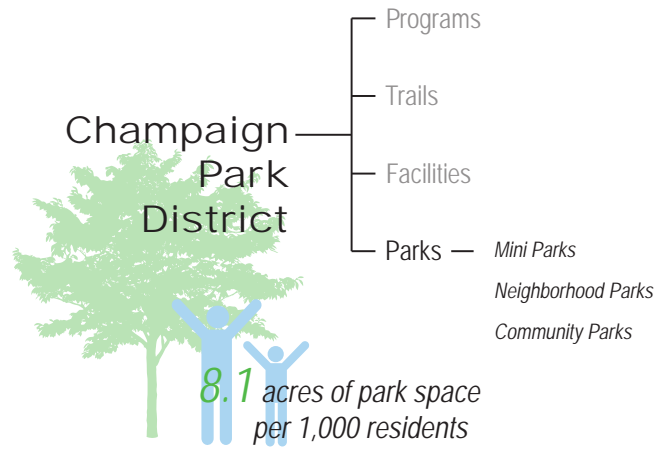 Programs
Trails
Champaign
Park
District
Facilities
Parks
Mini Parks
Neighborhood Parks
Community Parks
8.1 acres of park space
per 1,000 residents